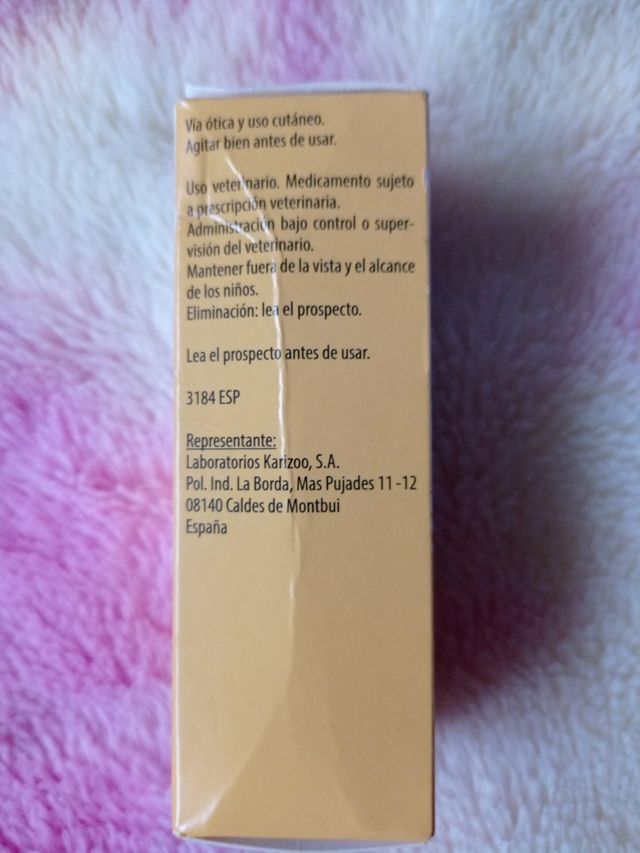 Vía ótica y uso cutáneo.
Agitar bien antes de usar.
Uso veterinario. Medicamento sujeto
a prescripción veterinaria.
Administración bajo control o super-
visión del veterinario.
Mantener fuera de la vista y el alcance
de los niños.
Eliminación: lea el prospecto.
Lea el prospecto antes de usar.
3184 ESP
Representante:
Laboratorios Karizoo, S.A.
Pol. Ind. La Borda, Mas Pujades 11 -12
08140 Caldes de Montbui
España